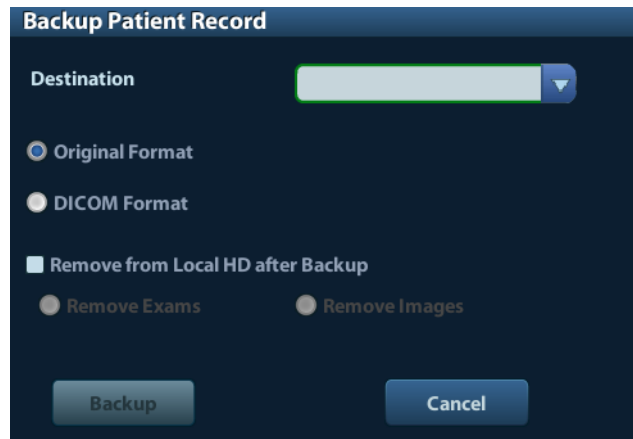 Backup Patient Record
Destination
Original Format
DICOM Format
Remove from Local HD after Backup
Remove Exams Remove Images
Backup Cancel